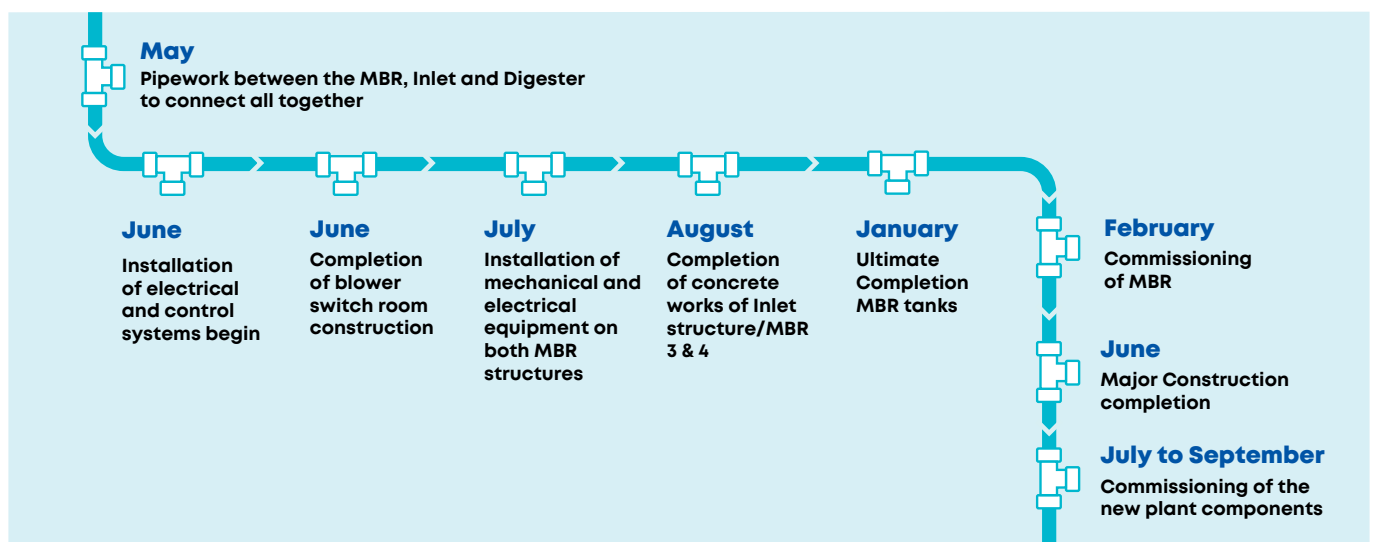 May
Pipework between the MBR, Inlet and Digester
to connect all together
June
Installation
of electrical
and control
systems begin
June
Completion
of blower
switch room
construction
July
Installation of
mechanical and
electrical
equipment on
both MBR
structures
August
Completion
of concrete
works of Inlet
structure/MBR
3 & 4
January
Ultimate
Completion
MBR tanks
February
Commissioning
of MBR
June
Major Construction
completion
July to September
Commissioning of the
new plant components